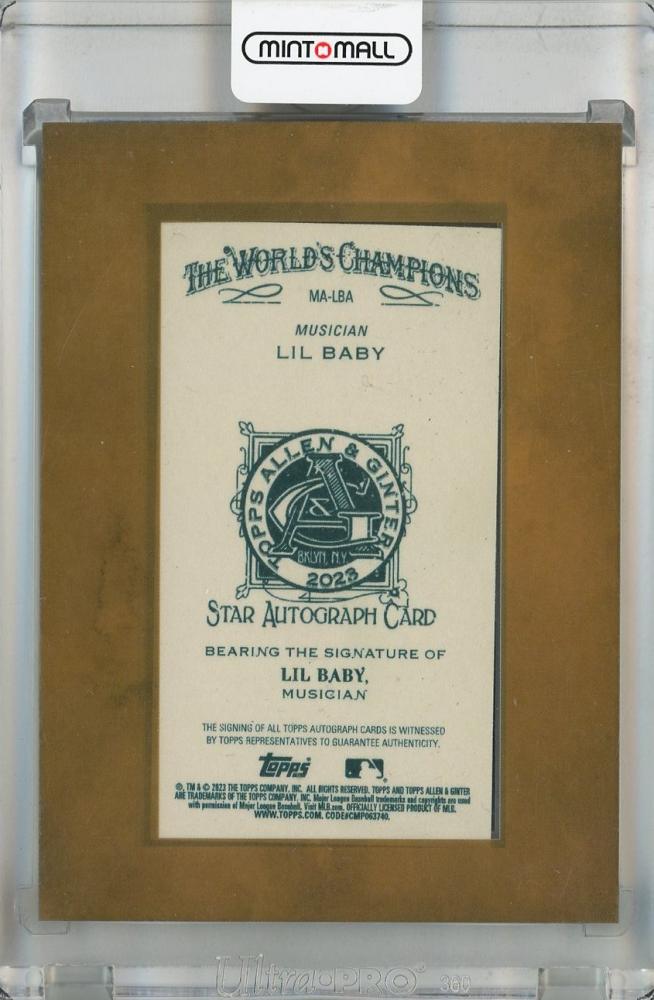 MINT MALL
THE WORLD'S CHAMPIONS
MA-LBA
MUSICIAN
LIL BABY
TOPPS ALLEN & GINTER
A&G
BKLYN, N.Y.
2023
STAR AUTOGRAPH CARD
BEARING THE SIGNATURE OF
LIL BABY,
MUSICIAN
THE SIGNING OF ALL TOPPS AUTOGRAPH CARDS IS WITNESSED
BY TOPPS REPRESENTATIVES TO GUARANTEE AUTHENTICITY.
topps
®, TM & © 2023 THE TOPPS COMPANY, INC. ALL RIGHTS RESERVED. TOPPS AND TOPPS ALLEN & GINTER
ARE TRADEMARKS OF THE TOPPS COMPANY, INC. Major League Baseball trademarks and copyrights are used
with permission of Major League Baseball. Visit MLB.com. OFFICIALLY LICENSED PRODUCT OF MLB.
WWW.TOPPS.COM. CODE#CMP063740.
Ultra·PRO® 360